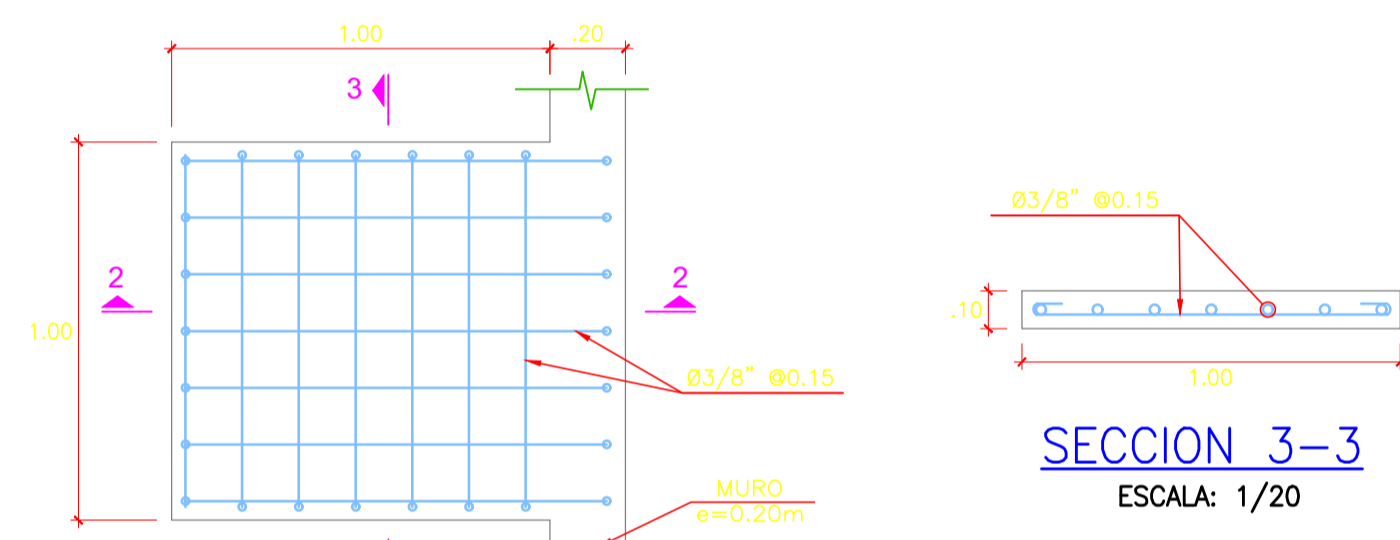 1.00
.20
3
2
2
1.00
Ø3/8" @0.15
MURO
e=0.20m
Ø3/8" @0.15
.10
1.00
SECCION 3-3
ESCALA: 1/20